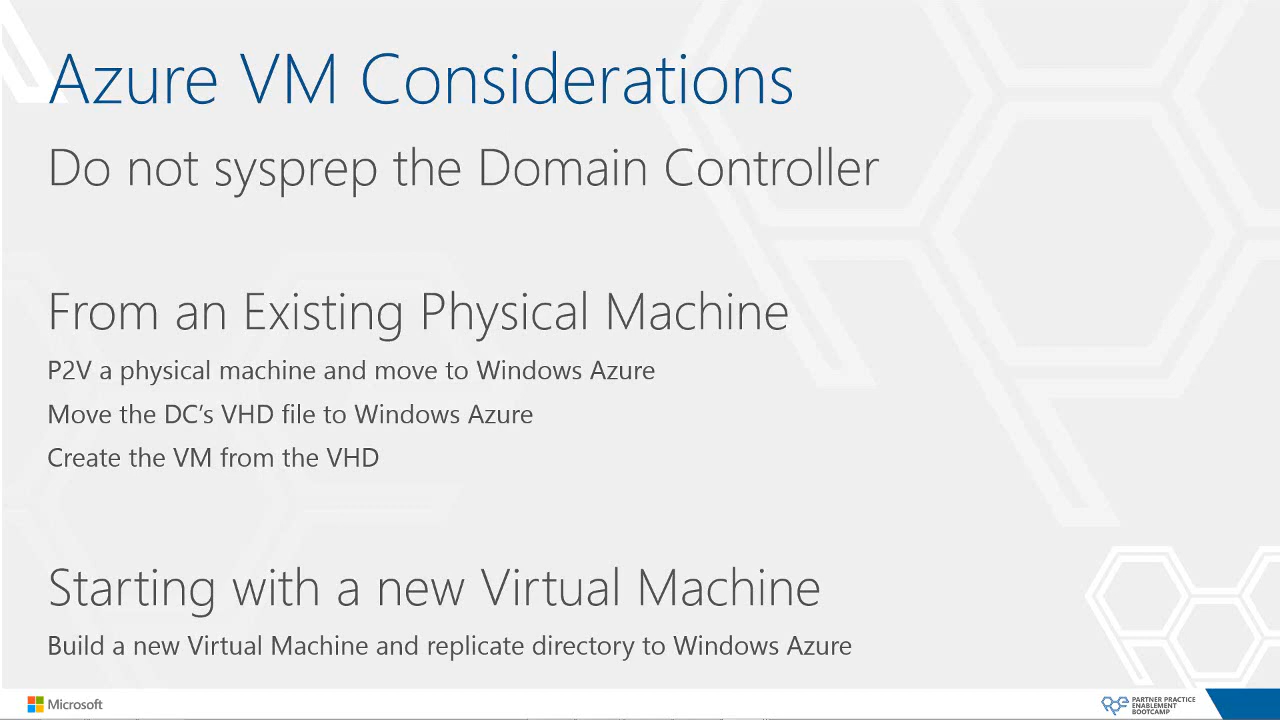 Azure VM Considerations
Do not sysprep the Domain Controller
From an Existing Physical Machine
P2V a physical machine and move to Windows Azure
Move the DC’s VHD file to Windows Azure
Create the VM from the VHD
Starting with a new Virtual Machine
Build a new Virtual Machine and replicate directory to Windows Azure
Microsoft
PARTNER PRACTICE
ENABLEMENT
BOOTCAMP